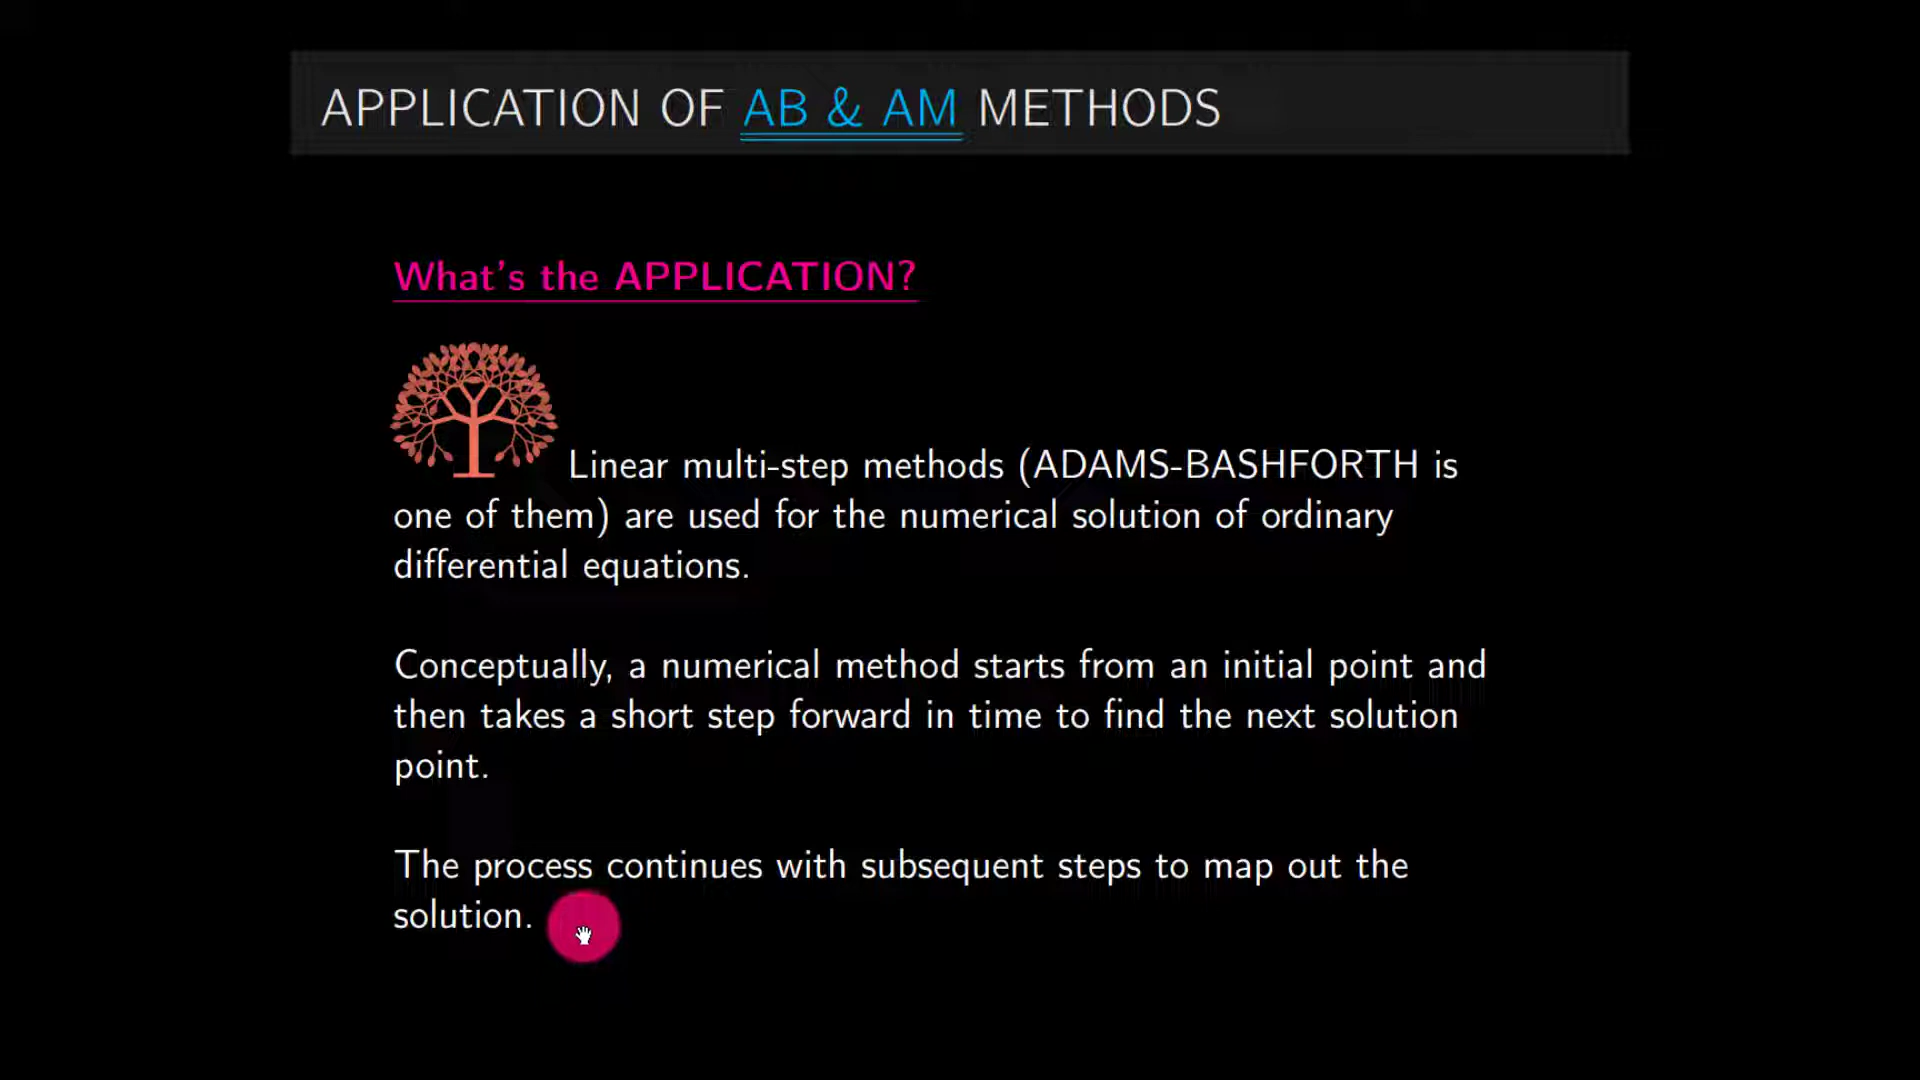 APPLICATION OF AB & AM METHODS
What's the APPLICATION?
Linear multi-step methods (ADAMS-BASHFORTH is
one of them) are used for the numerical solution of ordinary
differential equations.
Conceptually, a numerical method starts from an initial point and
then takes a short step forward in time to find the next solution
point.
The process continues with subsequent steps to map out the
solution.